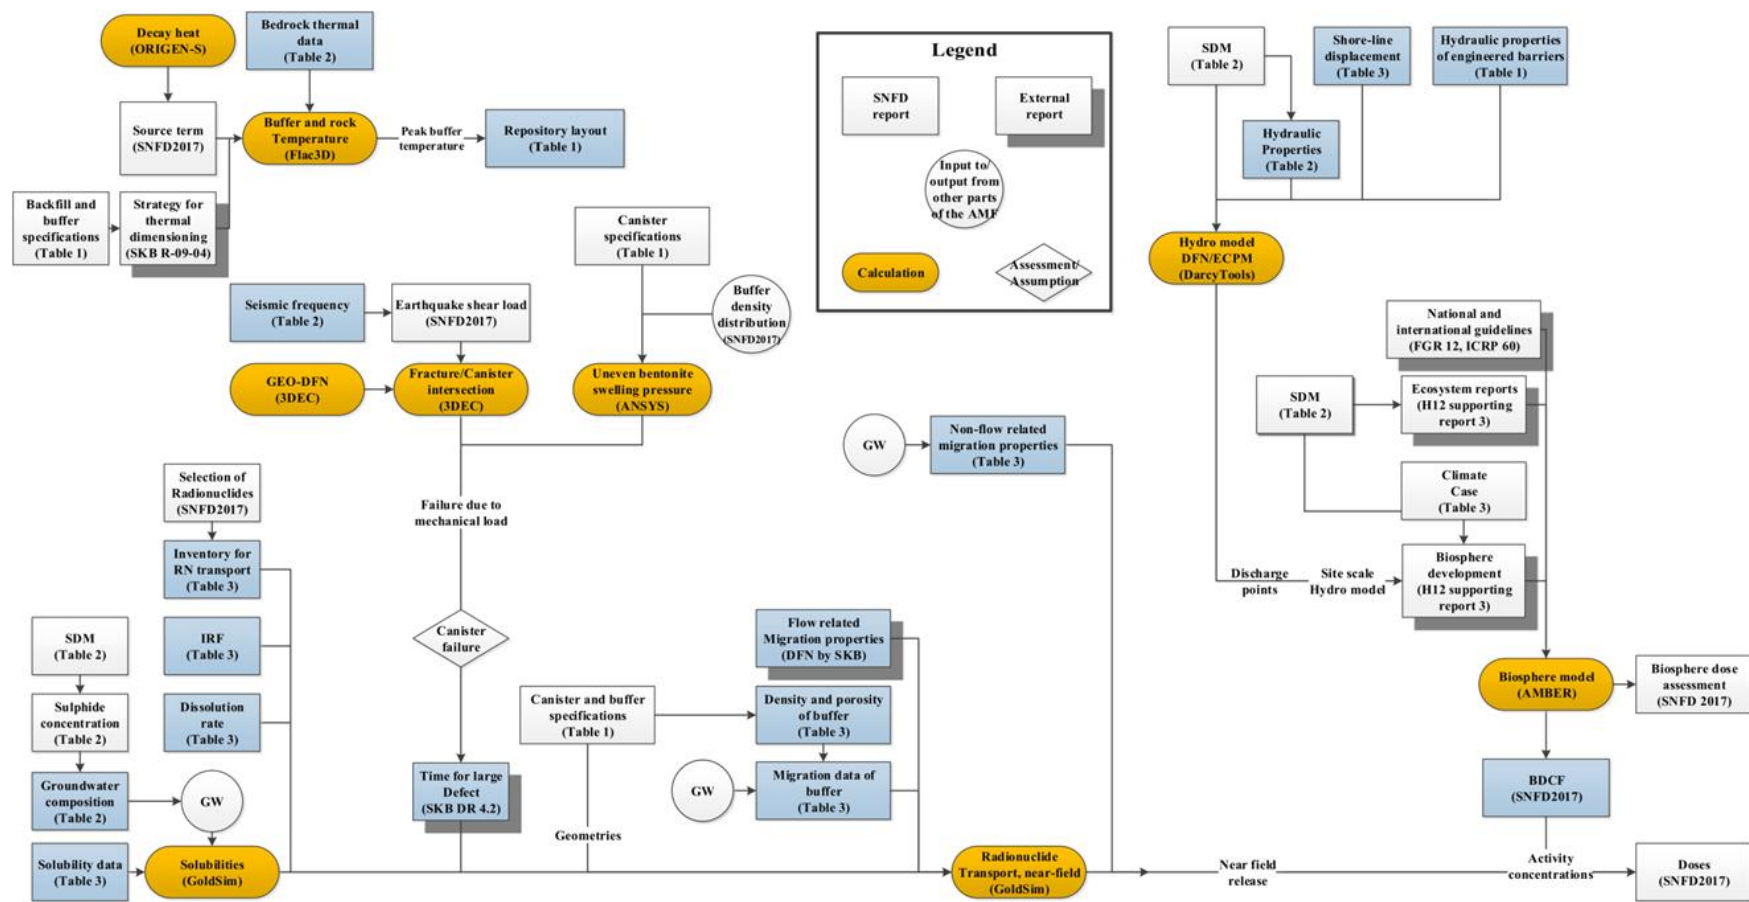 Decay heat
(ORIGEN-S)
Bedrock thermal
data
(Table 2)
Source term
(SNFD2017)
Buffer and rock
Temperature
(Flac3D)
Peak buffer
temperature
Repository layout
(Table 1)
Backfill and
buffer
specifications
(Table 1)
Strategy for
thermal
dimensioning
(SKB R-09-04)
Canister
specifications
(Table 1)
Buffer
density
distribution
(SNFD2017)
Seismic frequency
(Table 2)
Earthquake shear load
(SNFD2017)
GEO-DFN
(3DEC)
Fracture/Canister
intersection
(3DEC)
Uneven bentonite
swelling pressure
(ANSYS)
Legend
SNFD
report
External
report
Input to/
output from
other parts
of the AMF
Calculation
Assessment/
Assumption
SDM
(Table 2)
Shore-line
displacement
(Table 3)
Hydraulic properties
of engineered barriers
(Table 1)
Hydraulic
Properties
(Table 2)
Hydro model
DFN/ECPM
(DarcyTools)
National and
international guidelines
(FGR 12, ICRP 60)
SDM
(Table 2)
Ecosystem reports
(H12 supporting
report 3)
Climate
Case
(Table 3)
Discharge
points
Site scale
Hydro model
Biosphere
development
(H12 supporting
report 3)
GW
Non-flow related
migration properties
(Table 3)
Selection of
Radionuclides
(SNFD2017)
Inventory for
RN transport
(Table 3)
Failure due to
mechanical load
SDM
(Table 2)
IRF
(Table 3)
Canister
failure
Flow related
Migration properties
(DFN by SKB)
Sulphide
concentration
(Table 2)
Dissolution
rate
(Table 3)
Canister and buffer
specifications
(Table 1)
Density and porosity
of buffer
(Table 3)
Biosphere model
(AMBER)
Biosphere dose
assessment
(SNFD 2017)
Groundwater
composition
(Table 2)
GW
Time for large
Defect
(SKB DR 4.2)
GW
Migration data of
buffer
(Table 3)
BDCF
(SNFD2017)
Geometries
Solubility data
(Table 3)
Solubilities
(GoldSim)
Radionuclide
Transport, near-field
(GoldSim)
Near field
release
Activity
concentrations
Doses
(SNFD2017)